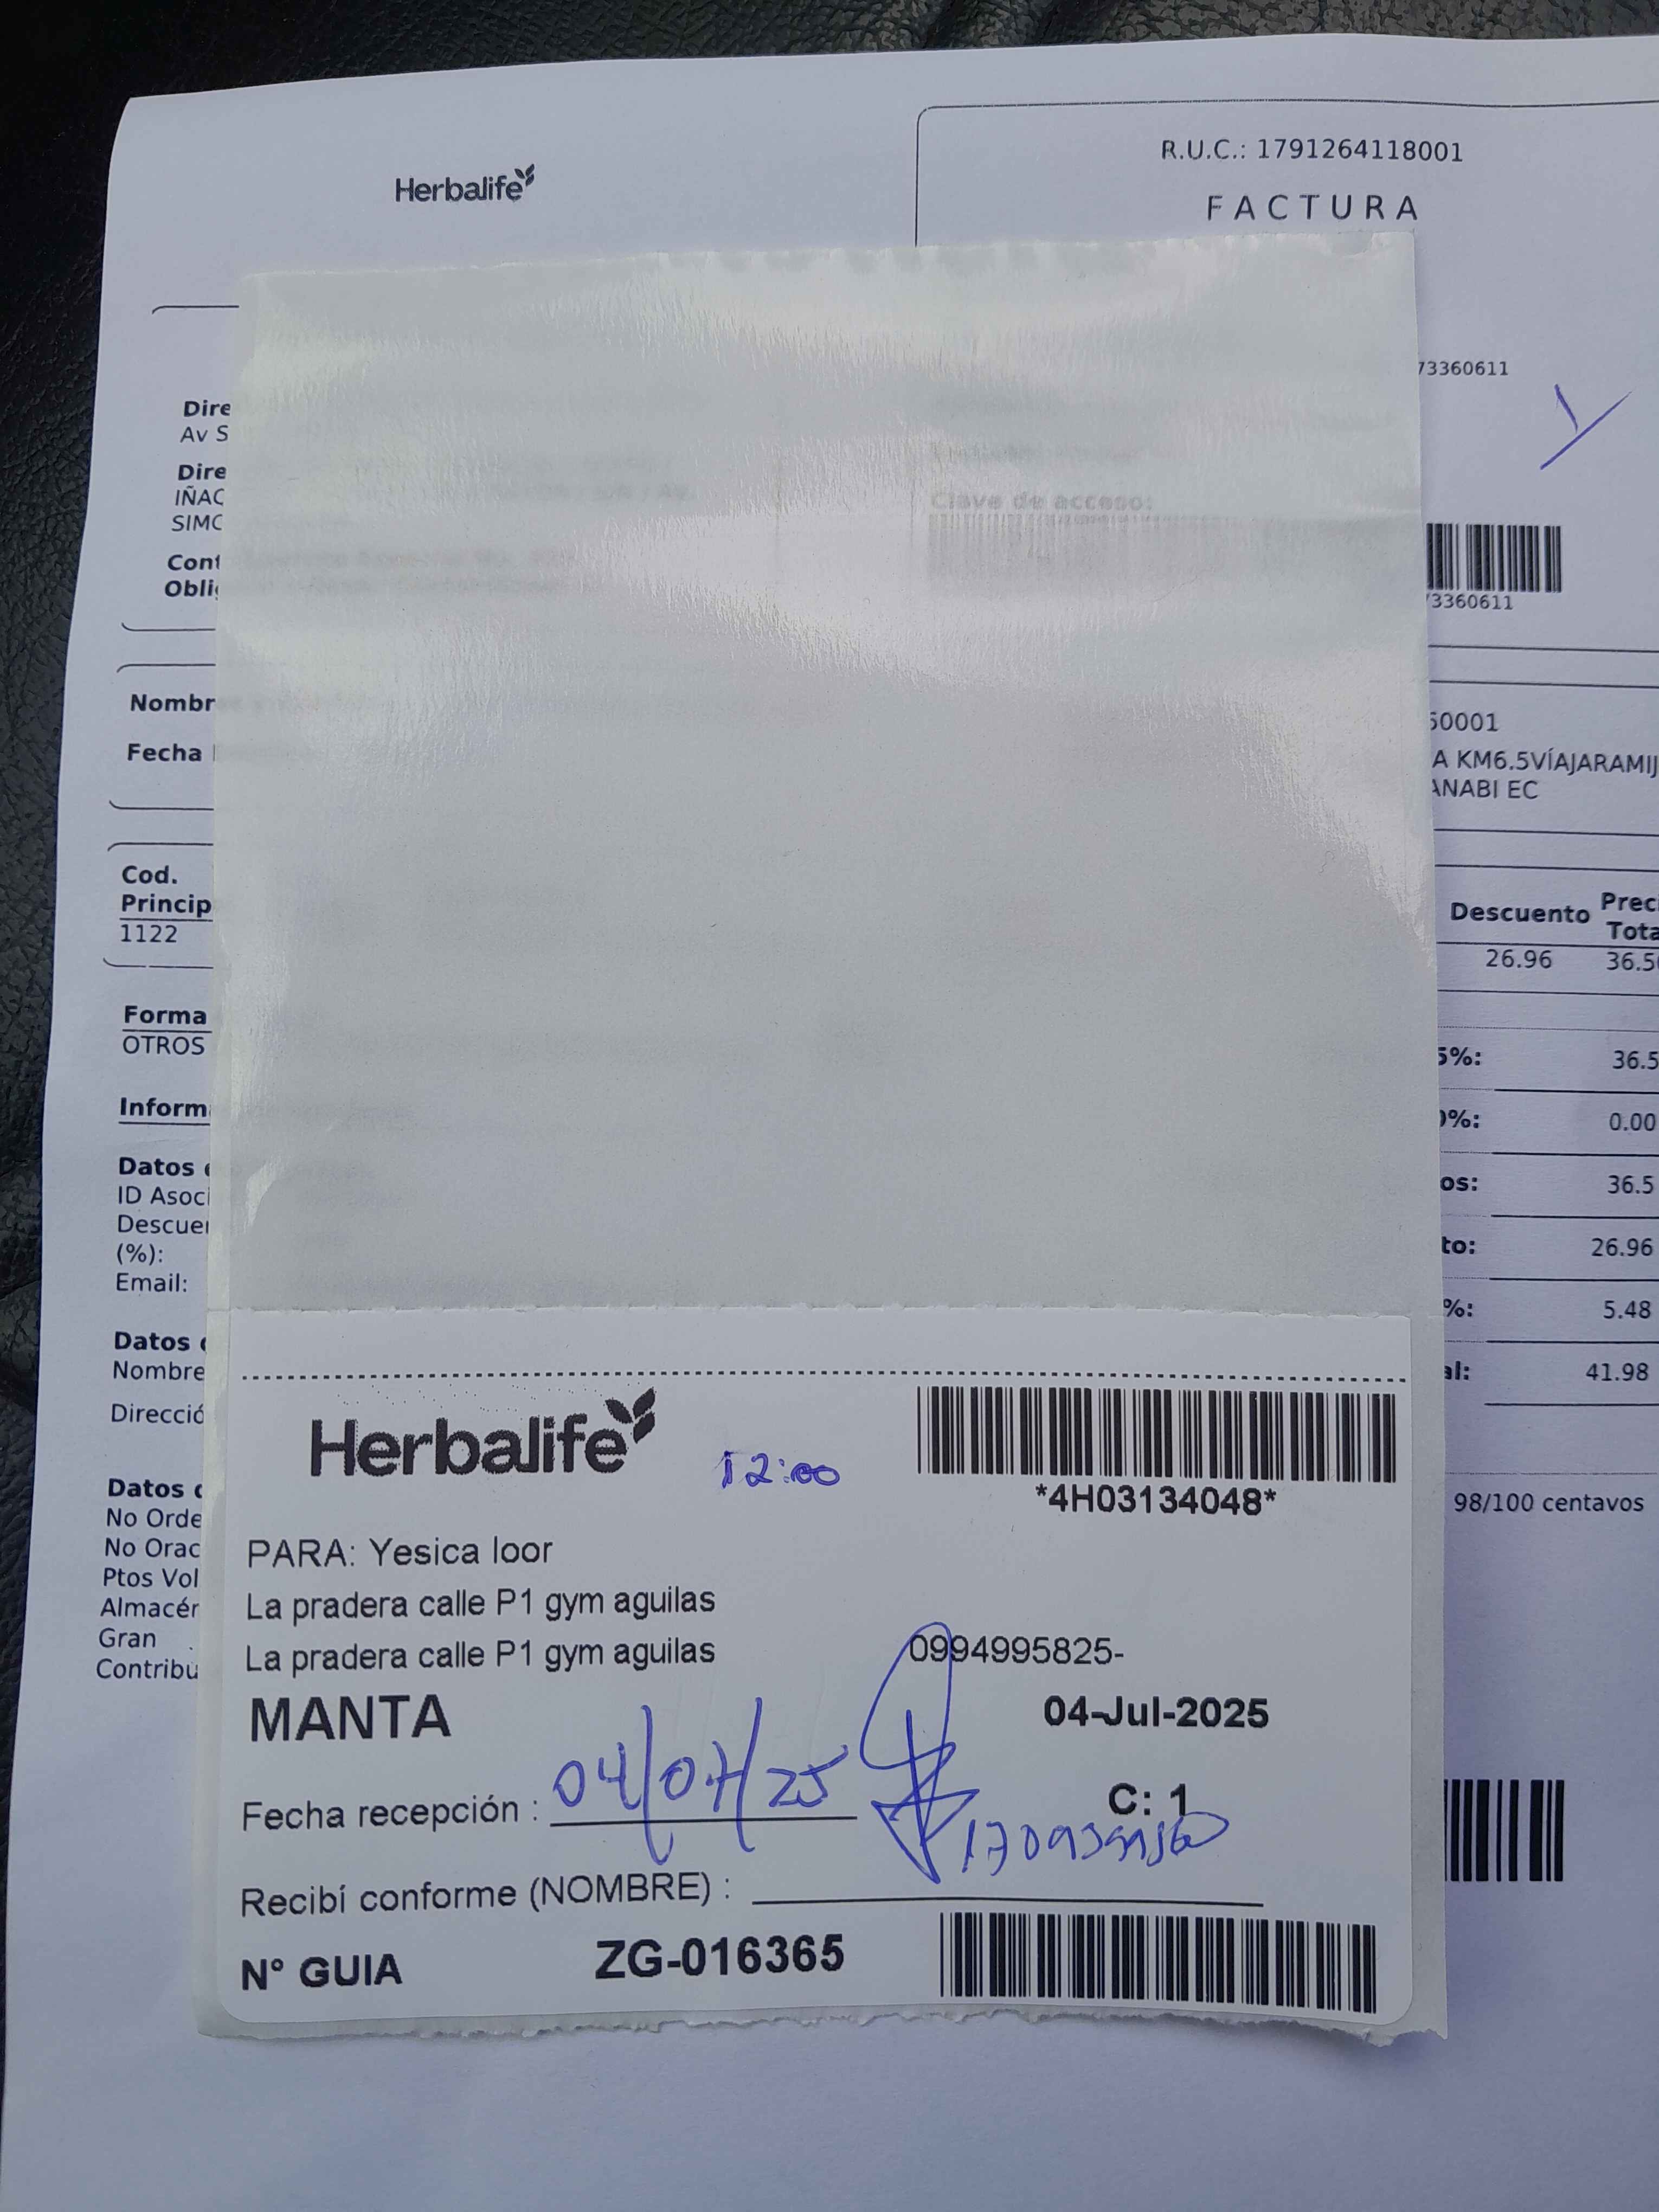 Herbalife
R.U.C.: 1791264118001
FACTURA
73360611
Dire
Av S
Dire
IÑAC
SIMC
Clave de acceso:
Cont
Oblig
3360611
Nombr
Fecha
50001
A KM6.5VÍAJARAMIJ
ANABI EC
Cod.
Princip
1122
Descuento Preci
Tota
26.96 36.50
Forma
OTROS
5%: 36.5
Inform
0%: 0.00
Datos
ID Asoci
os: 36.5
Descuer
(%):
to: 26.96
Email:
%: 5.48
Datos
Nombre
al: 41.98
Direcció
Datos
No Orde
98/100 centavos
No Orac
Ptos Vol
Almacér
Gran
Contribu
Herbalife
12:00
*4H03134048*
PARA: Yesica loor
La pradera calle P1 gym aguilas
La pradera calle P1 gym aguilas 0994995825-
MANTA 04-Jul-2025
Fecha recepción : 04/07/25
C: 1
Recibí conforme (NOMBRE) :
N° GUIA ZG-016365